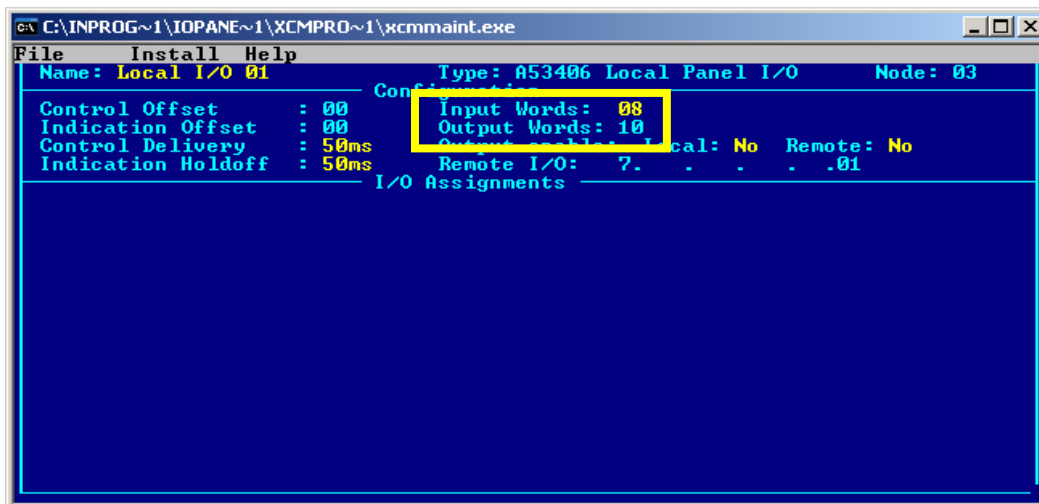 C:\INPROG~1\IOPANE~1\XCMPRO~1\xcmmaint.exe
File Install Help
Name: Local I/O 01 Type: A53406 Local Panel I/O Node: 03
Configuration
Control Offset : 00 Input Words: 08
Indication Offset : 00 Output Words: 10
Control Delivery : 50ms Output enable: Local: No Remote: No
Indication Holdoff : 50ms Remote I/O: 7. . . . .01
I/O Assignments